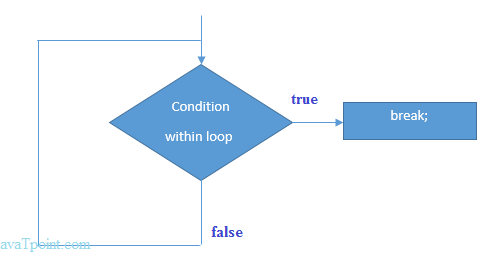 true
Condition
within loop
break;
false
avaTpoint.com